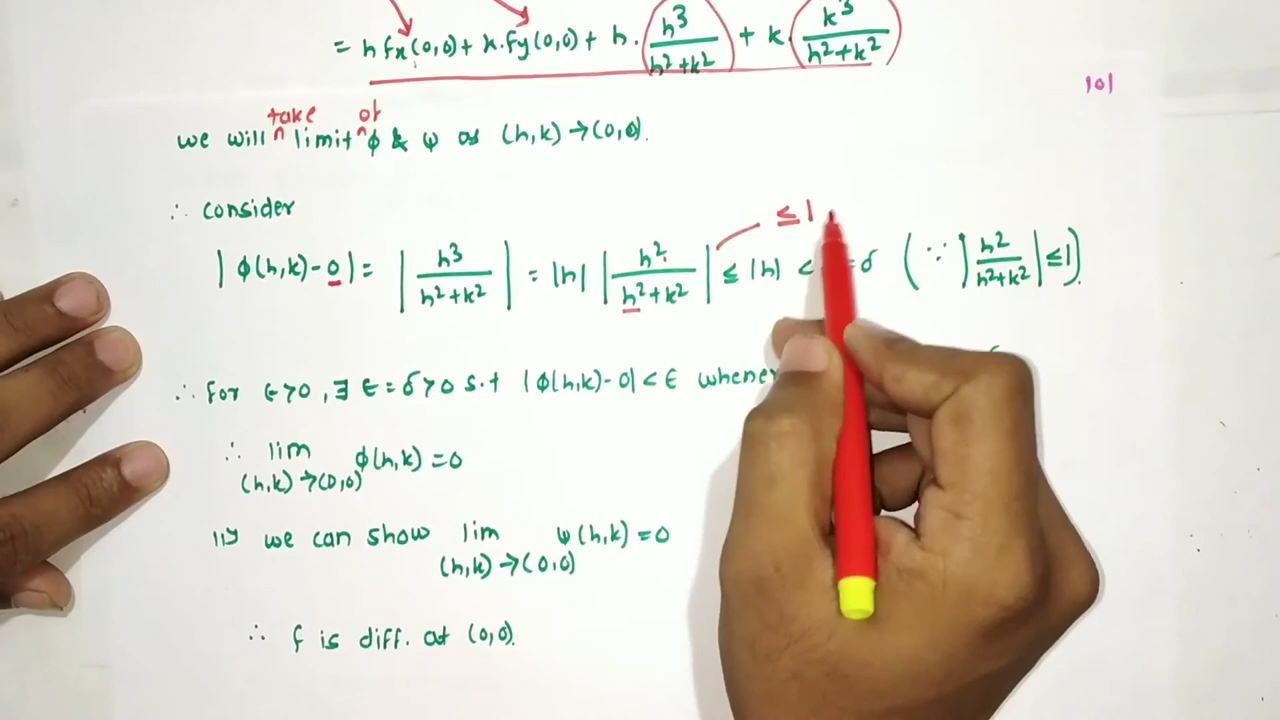 = h fx(0,0) + k.fy(0,0) + h . h³/(h²+k²) + k . k³/(h²+k²)
101
we will take limit of φ & ψ as (h,k) → (0,0).
∴ consider
≤ 1
|φ(h,k)-0| = |h³/(h²+k²)| = |h| |h²/(h²+k²)| ≤ |h| < = δ (∵ |h²/(h²+k²)| ≤ 1).
∴ For ϵ>0, ∃ ϵ = δ>0 s.t |φ(h,k)-0| < ϵ whenever
∴ lim (h,k)→(0,0) φ(h,k) = 0
|||ly we can show lim (h,k)→(0,0) ψ(h,k) = 0
∴ f is diff. at (0,0).